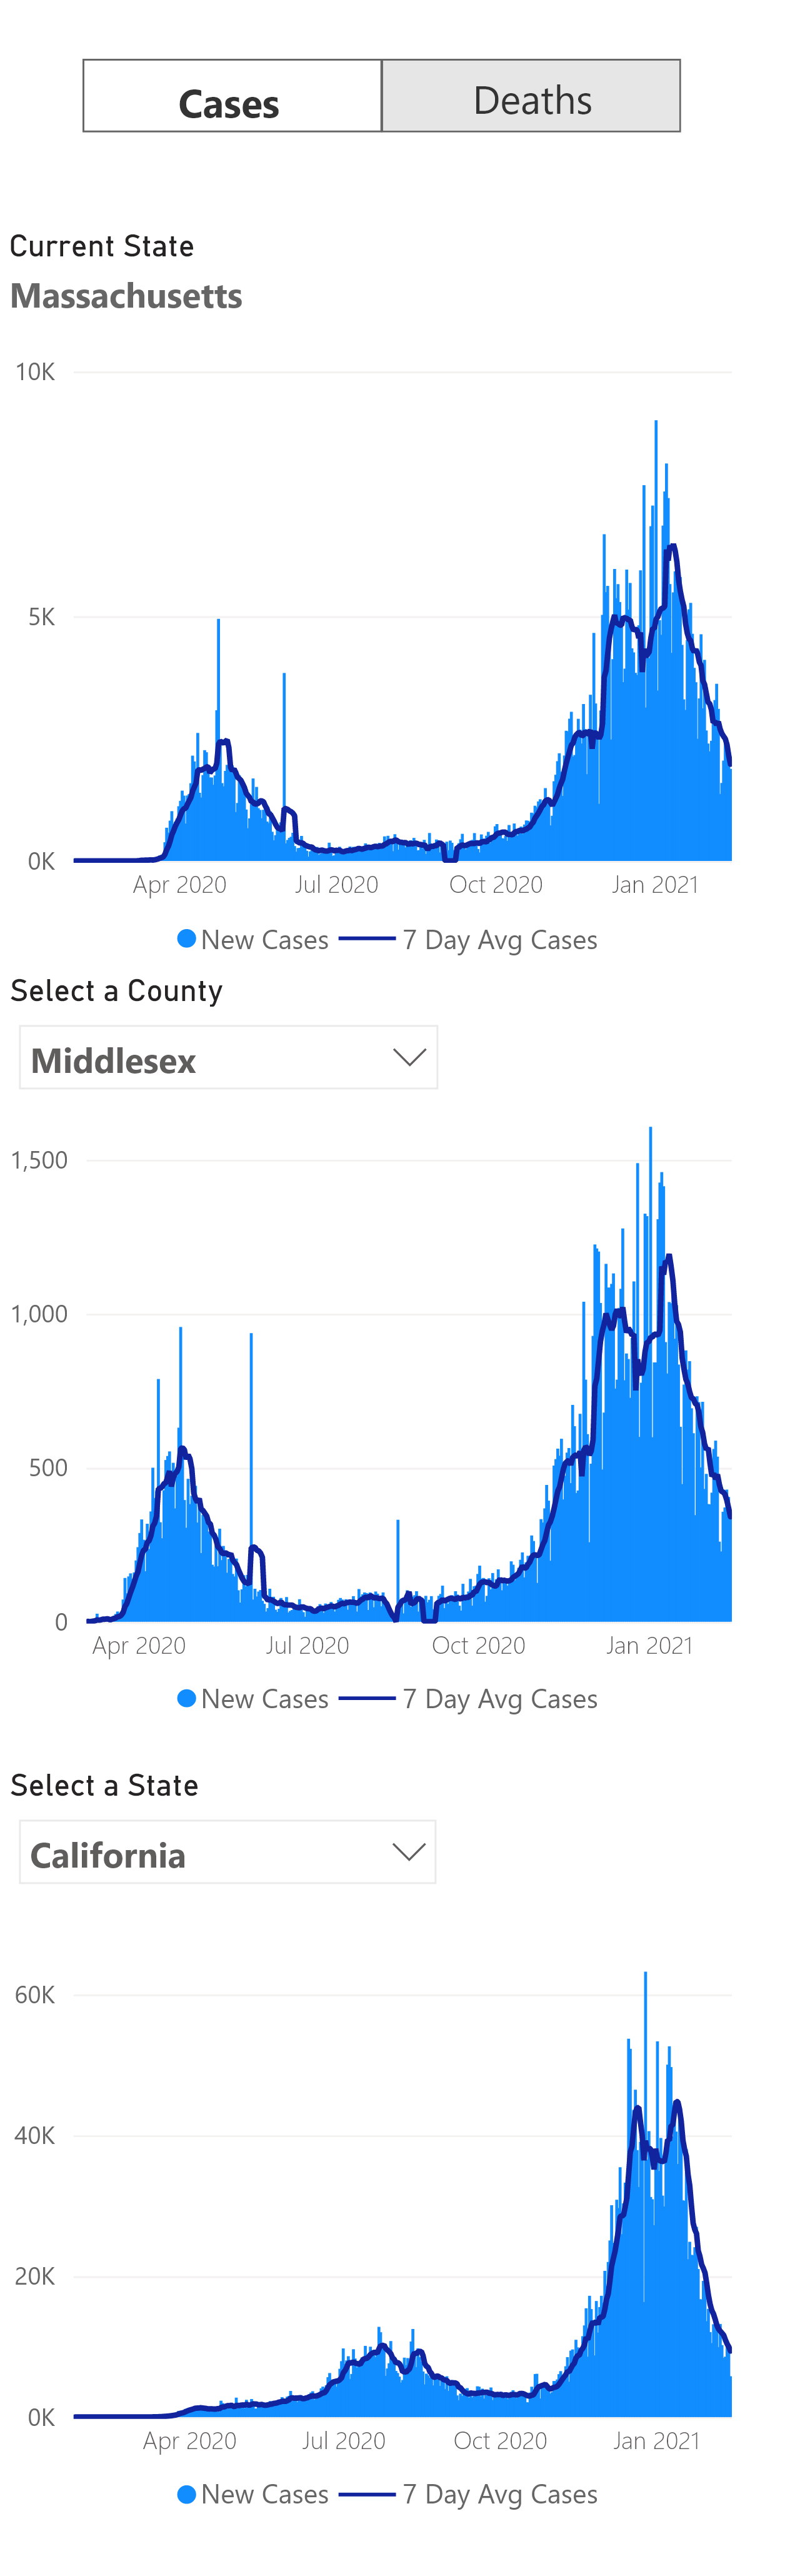 Cases Deaths
Current State
Massachusetts
10K
5K
0K
Apr 2020 Jul 2020 Oct 2020 Jan 2021
New Cases 7 Day Avg Cases
Select a County
Middlesex
1,500
1,000
500
0
Apr 2020 Jul 2020 Oct 2020 Jan 2021
New Cases 7 Day Avg Cases
Select a State
California
60K
40K
20K
0K
Apr 2020 Jul 2020 Oct 2020 Jan 2021
New Cases 7 Day Avg Cases